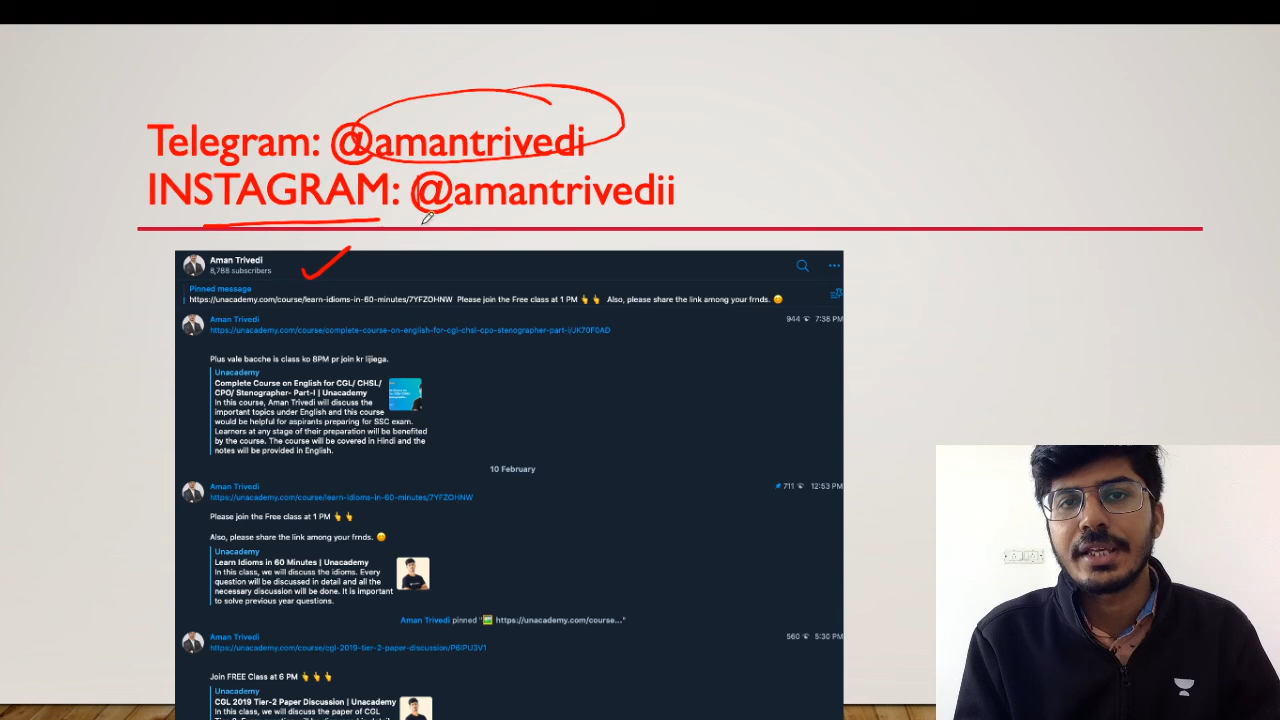 Telegram: @amantrivedi
INSTAGRAM: @amantrivedii
Aman Trivedi
8,788 subscribers
Pinned message
https://unacademy.com/course/learn-idioms-in-60-minutes/7YFZOHNW Please join the Free class at 1 PM 👆 👆 Also, please share the link among your frnds. 😊
Aman Trivedi
944 7:38 PM
https://unacademy.com/course/complete-course-on-english-for-cgl-chsl-cpo-stenographer-part-i/JK70F0AD
Plus vale bacche is class ko 8PM pr join kr lijiega.
Unacademy
Complete Course on English for CGL/ CHSL/
CPO/ Stenographer- Part-I | Unacademy
In this course, Aman Trivedi will discuss the
important topics under English and this course
would be helpful for aspirants preparing for SSC exam.
Learners at any stage of their preparation will be benefited
by the course. The course will be covered in Hindi and the
notes will be provided in English.
10 February
Aman Trivedi
711 12:53 PM
https://unacademy.com/course/learn-idioms-in-60-minutes/7YFZOHNW
Please join the Free class at 1 PM 👆 👆
Also, please share the link among your frnds. 😊
Unacademy
Learn Idioms in 60 Minutes | Unacademy
In this class, we will discuss the idioms. Every
question will be discussed in detail and all the
necessary discussion will be done. It is important
to solve previous year questions.
Aman Trivedi pinned "🖼 https://unacademy.com/course..."
Aman Trivedi
560 5:30 PM
https://unacademy.com/course/cgl-2019-tier-2-paper-discussion/P6IPU3V1
Join FREE Class at 6 PM 👆 👆 👆
Unacademy
CGL 2019 Tier-2 Paper Discussion | Unacademy
In this class, we will discuss the paper of CGL